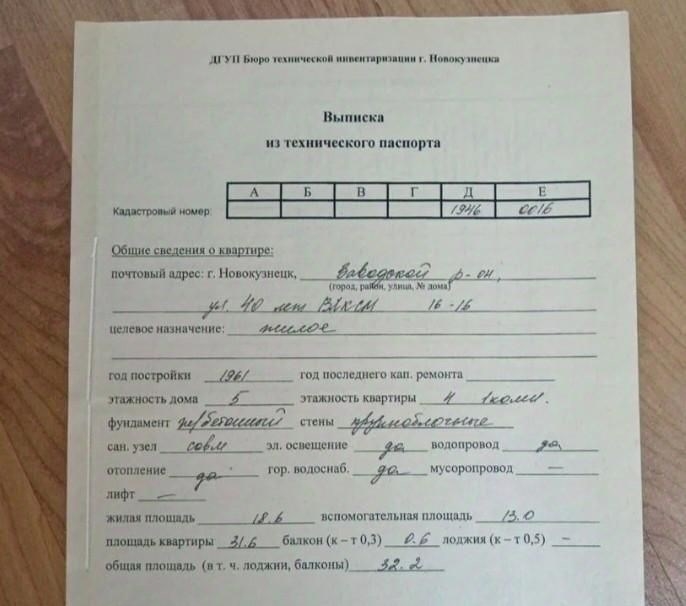 ДГУП Бюро технической инвентаризации г. Новокузнецка
Выписка
из технического паспорта
А Б В Г Д Е
Кадастровый номер: 1946 0016
Общие сведения о квартире:
почтовый адрес: г. Новокузнецк, Заводской р-он,
(город, район, улица, № дома)
ул. 40 лет ВЛКСМ 16-16
целевое назначение: жилое
год постройки 1961 год последнего кап. ремонта
этажность дома 5 этажность квартиры 4 1комн.
фундамент ж/бетонный стены крупноблочные
сан. узел совм эл. освещение да водопровод да
отопление да гор. водоснаб. да мусоропровод —
лифт —
жилая площадь 18.6 вспомогательная площадь 13.0
площадь квартиры 31.6 балкон (к – т 0,3) 0.6 лоджия (к – т 0,5) –
общая площадь (в т. ч. лоджии, балконы) 32.2